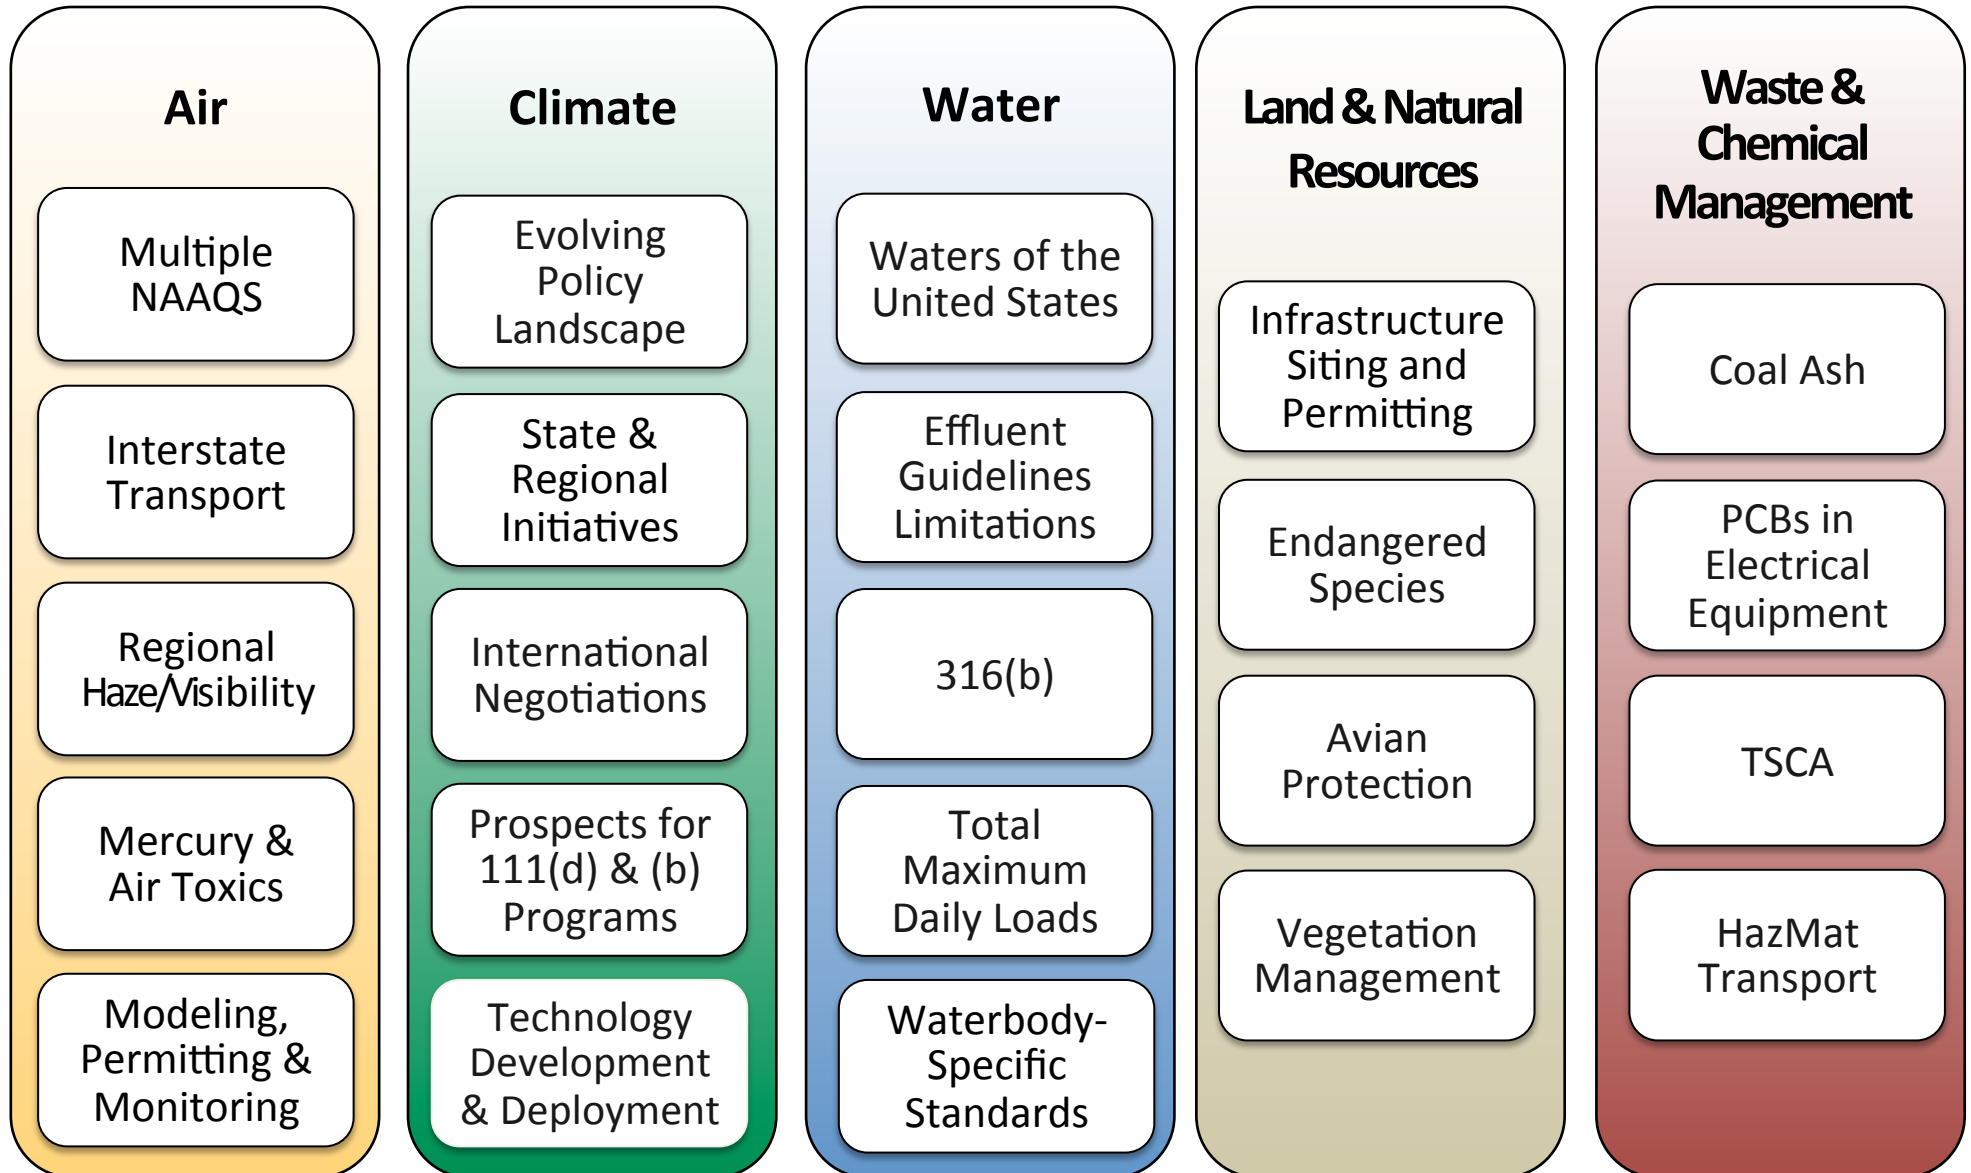 Air
Multiple
NAAQS
Interstate
Transport
Regional
Haze/Visibility
Mercury &
Air Toxics
Modeling,
Permitting &
Monitoring
Climate
Evolving
Policy
Landscape
State &
Regional
Initiatives
International
Negotiations
Prospects for
111(d) & (b)
Programs
Technology
Development
& Deployment
Water
Waters of the
United States
Effluent
Guidelines
Limitations
316(b)
Total
Maximum
Daily Loads
Waterbody-
Specific
Standards
Land & Natural
Resources
Infrastructure
Siting and
Permitting
Endangered
Species
Avian
Protection
Vegetation
Management
Waste &
Chemical
Management
Coal Ash
PCBs in
Electrical
Equipment
TSCA
HazMat
Transport